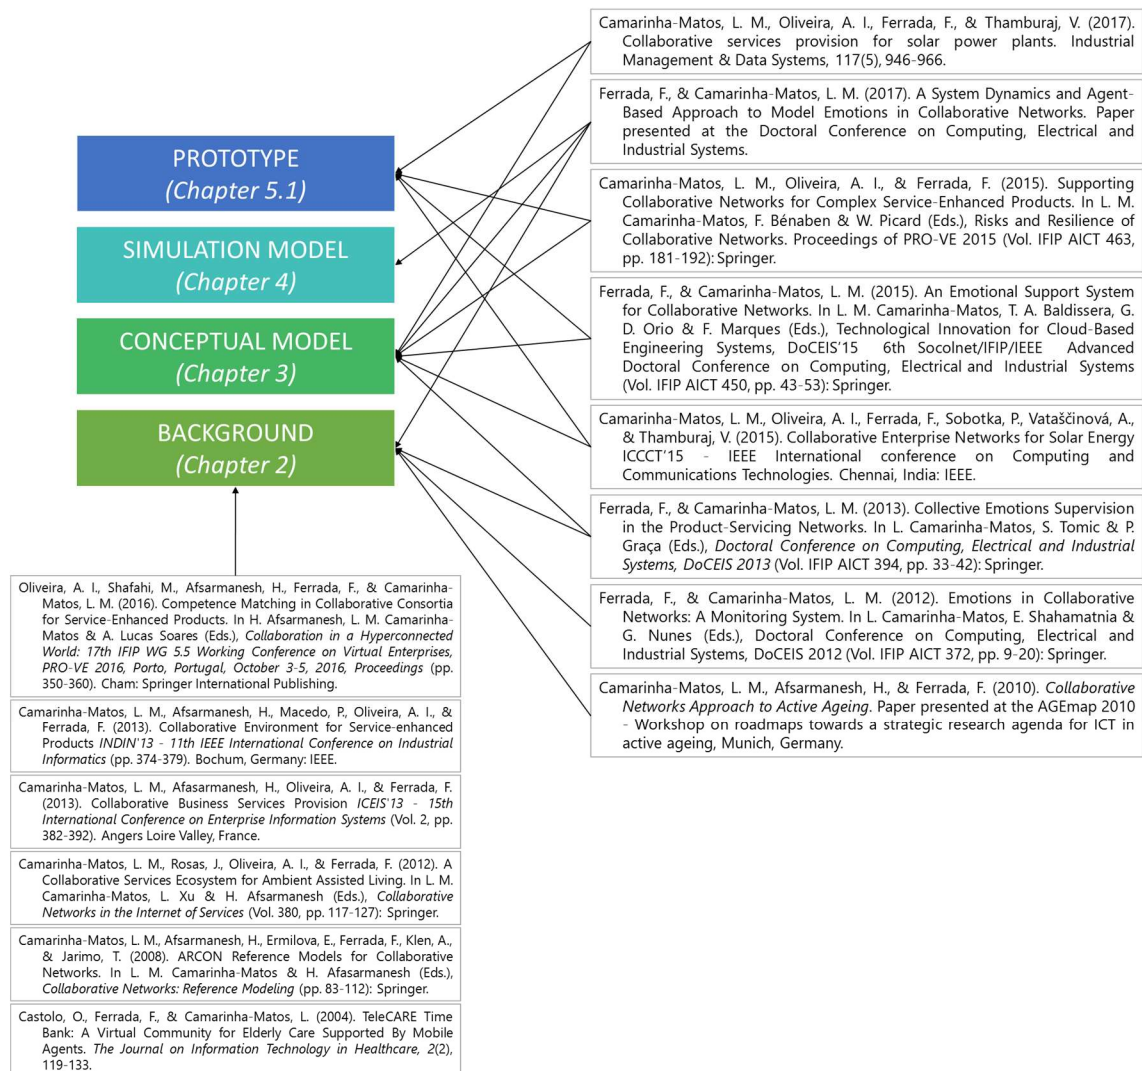 PROTOTYPE
(Chapter 5.1)
SIMULATION MODEL
(Chapter 4)
CONCEPTUAL MODEL
(Chapter 3)
BACKGROUND
(Chapter 2)
Camarinha-Matos, L. M., Oliveira, A. I., Ferrada, F., & Thamburaj, V. (2017).
Collaborative services provision for solar power plants. Industrial
Management & Data Systems, 117(5), 946-966.
Ferrada, F., & Camarinha-Matos, L. M. (2017). A System Dynamics and Agent-
Based Approach to Model Emotions in Collaborative Networks. Paper
presented at the Doctoral Conference on Computing, Electrical and
Industrial Systems.
Camarinha-Matos, L. M., Oliveira, A. I., & Ferrada, F. (2015). Supporting
Collaborative Networks for Complex Service-Enhanced Products. In L. M.
Camarinha-Matos, F. Bénaben & W. Picard (Eds.), Risks and Resilience of
Collaborative Networks. Proceedings of PRO-VE 2015 (Vol. IFIP AICT 463,
pp. 181-192): Springer.
Ferrada, F., & Camarinha-Matos, L. M. (2015). An Emotional Support System
for Collaborative Networks. In L. M. Camarinha-Matos, T. A. Baldissera, G.
D. Orio & F. Marques (Eds.), Technological Innovation for Cloud-Based
Engineering Systems, DoCEIS'15 6th Socolnet/IFIP/IEEE Advanced
Doctoral Conference on Computing, Electrical and Industrial Systems
(Vol. IFIP AICT 450, pp. 43-53): Springer.
Camarinha-Matos, L. M., Oliveira, A. I., Ferrada, F., Sobotka, P., Vataščinová, A.,
& Thamburaj, V. (2015). Collaborative Enterprise Networks for Solar Energy
ICCCT'15 - IEEE International conference on Computing and
Communications Technologies. Chennai, India: IEEE.
Ferrada, F., & Camarinha-Matos, L. M. (2013). Collective Emotions Supervision
in the Product-Servicing Networks. In L. Camarinha-Matos, S. Tomic & P.
Graça (Eds.), Doctoral Conference on Computing, Electrical and Industrial
Systems, DoCEIS 2013 (Vol. IFIP AICT 394, pp. 33-42): Springer.
Ferrada, F., & Camarinha-Matos, L. M. (2012). Emotions in Collaborative
Networks: A Monitoring System. In L. Camarinha-Matos, E. Shahamatnia &
G. Nunes (Eds.), Doctoral Conference on Computing, Electrical and
Industrial Systems, DoCEIS 2012 (Vol. IFIP AICT 372, pp. 9-20): Springer.
Camarinha-Matos, L. M., Afsarmanesh, H., & Ferrada, F. (2010). Collaborative
Networks Approach to Active Ageing. Paper presented at the AGEmap 2010
- Workshop on roadmaps towards a strategic research agenda for ICT in
active ageing, Munich, Germany.
Oliveira, A. I., Shafahi, M., Afsarmanesh, H., Ferrada, F., & Camarinha-
Matos, L. M. (2016). Competence Matching in Collaborative Consortia
for Service-Enhanced Products. In H. Afsarmanesh, L. M. Camarinha-
Matos & A. Lucas Soares (Eds.), Collaboration in a Hyperconnected
World: 17th IFIP WG 5.5 Working Conference on Virtual Enterprises,
PRO-VE 2016, Porto, Portugal, October 3-5, 2016, Proceedings (pp.
350-360). Cham: Springer International Publishing.
Camarinha-Matos, L. M., Afsarmanesh, H., Macedo, P., Oliveira, A. I., &
Ferrada, F. (2013). Collaborative Environment for Service-enhanced
Products INDIN'13 - 11th IEEE International Conference on Industrial
Informatics (pp. 374-379). Bochum, Germany: IEEE.
Camarinha-Matos, L. M., Afasarmanesh, H., Oliveira, A. I., & Ferrada, F.
(2013). Collaborative Business Services Provision ICEIS'13 - 15th
International Conference on Enterprise Information Systems (Vol. 2, pp.
382-392). Angers Loire Valley, France.
Camarinha-Matos, L. M., Rosas, J., Oliveira, A. I., & Ferrada, F. (2012). A
Collaborative Services Ecosystem for Ambient Assisted Living. In L. M.
Camarinha-Matos, L. Xu & H. Afsarmanesh (Eds.), Collaborative
Networks in the Internet of Services (Vol. 380, pp. 117-127): Springer.
Camarinha-Matos, L. M., Afsarmanesh, H., Ermilova, E., Ferrada, F., Klen, A.,
& Jarimo, T. (2008). ARCON Reference Models for Collaborative
Networks. In L. M. Camarinha-Matos & H. Afasarmanesh (Eds.),
Collaborative Networks: Reference Modeling (pp. 83-112): Springer.
Castolo, O., Ferrada, F., & Camarinha-Matos, L. (2004). TeleCARE Time
Bank: A Virtual Community for Elderly Care Supported By Mobile
Agents. The Journal on Information Technology in Healthcare, 2(2),
119-133.